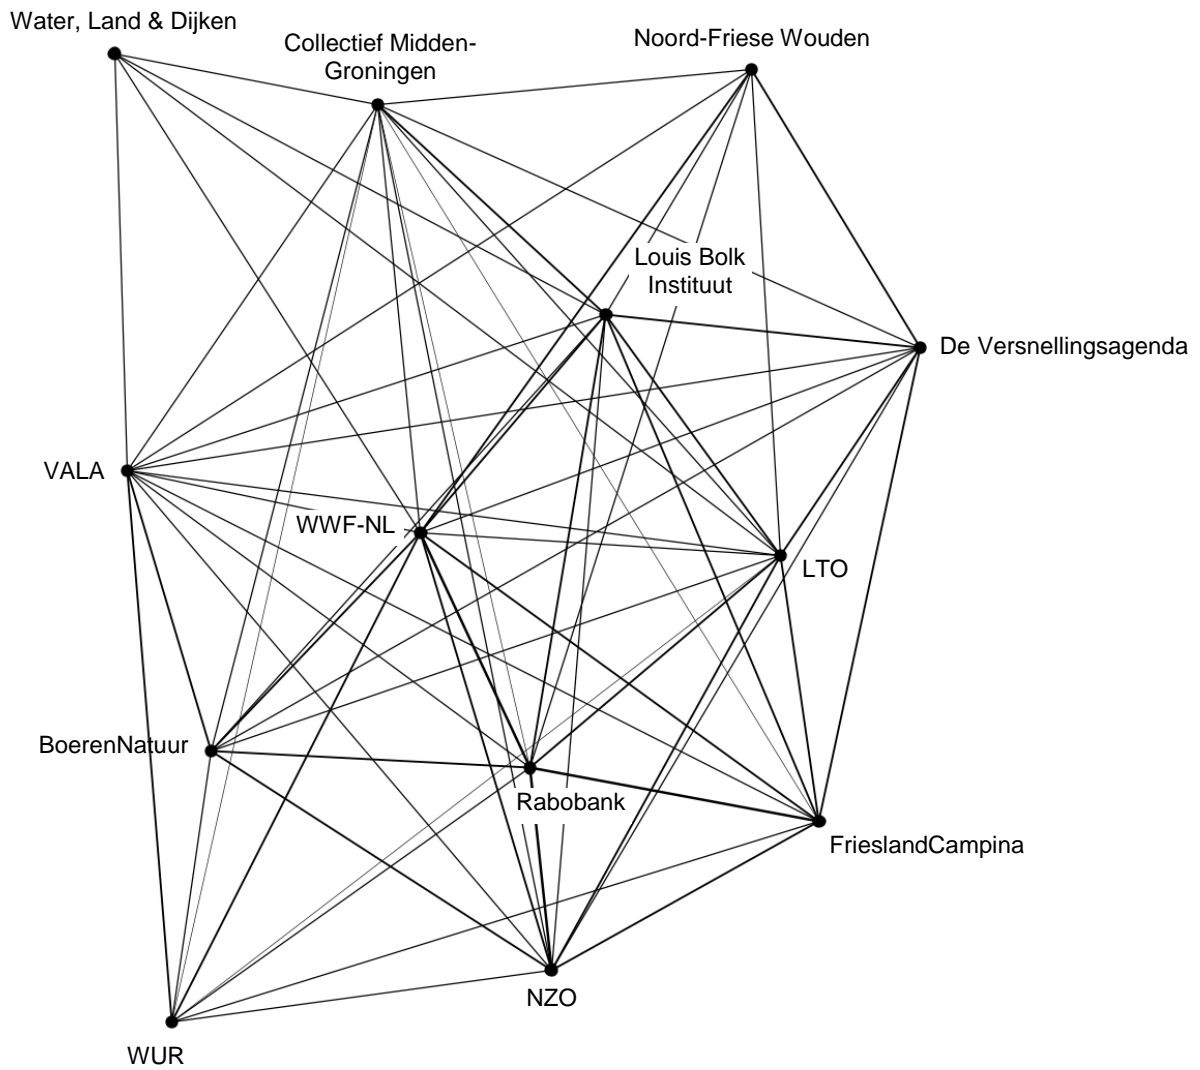 Water, Land & Dijken
Collectief Midden-
Groningen
Noord-Friese Wouden
Louis Bolk
Instituut
De Versnellingsagenda
VALA
WWF-NL
LTO
BoerenNatuur
Rabobank
FrieslandCampina
NZO
WUR